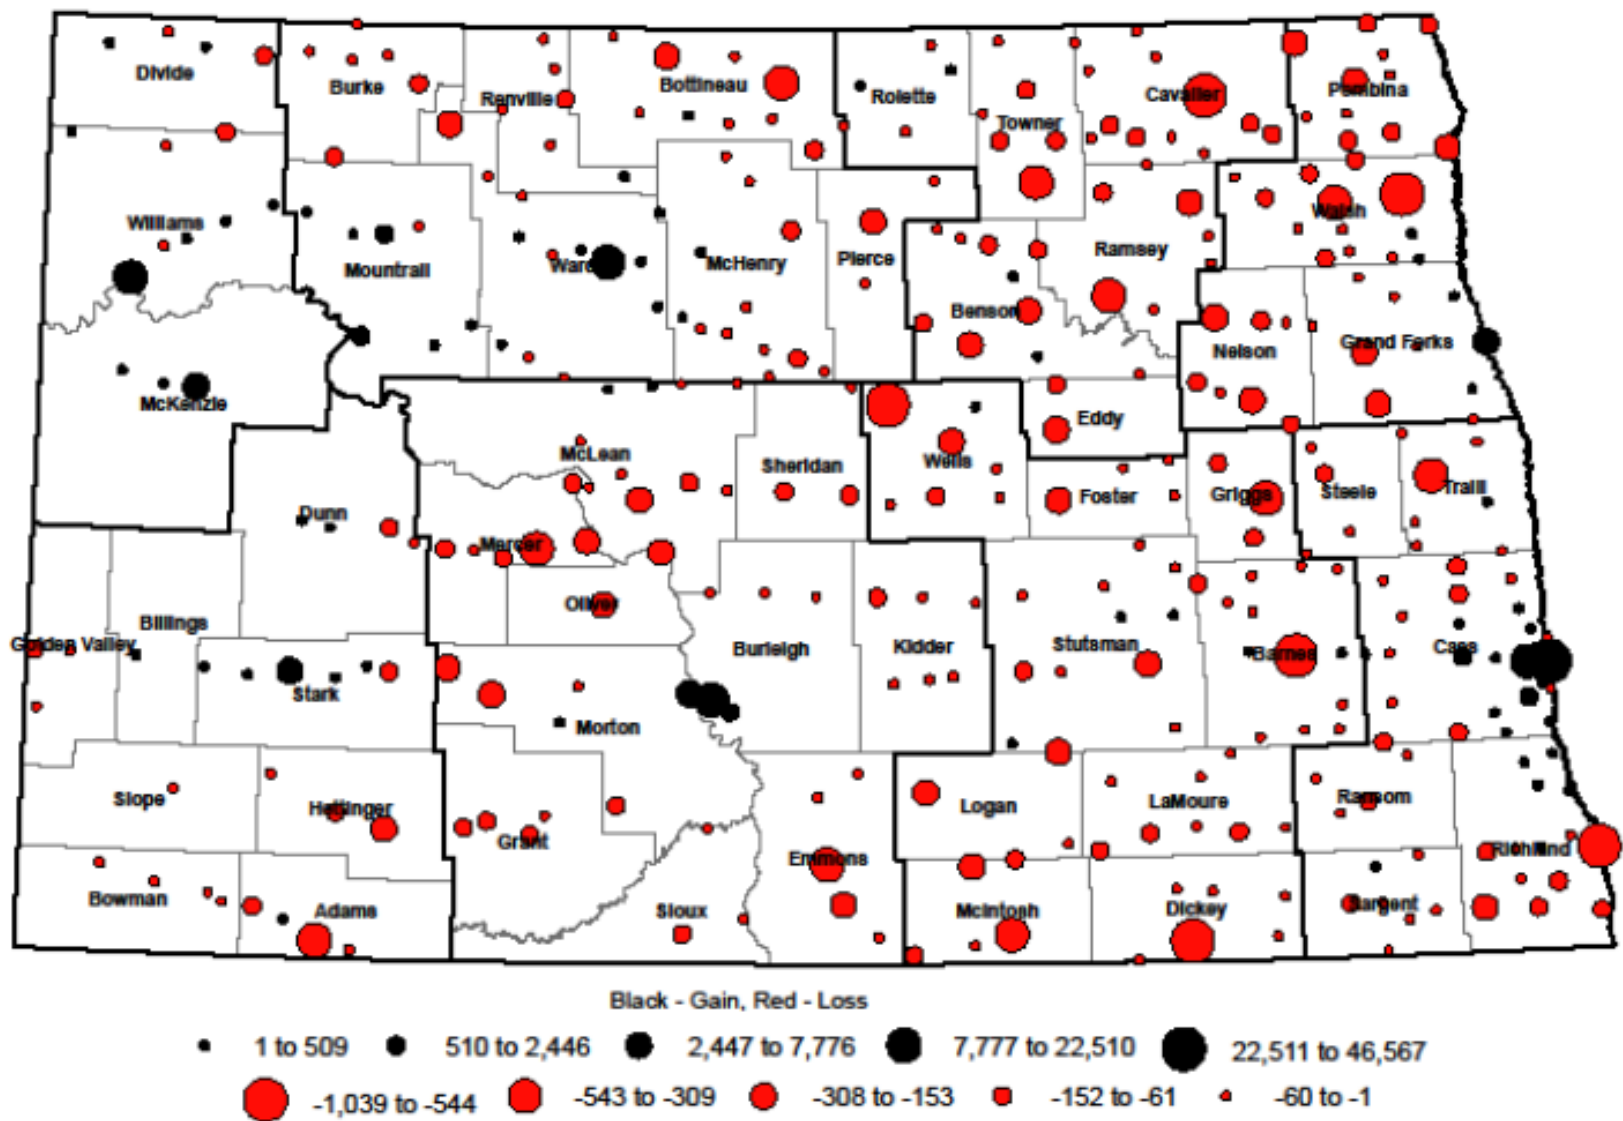 Divide
Burke
Renville
Bottineau
Rolette
Towner
Cavalier
Pembina
Williams
Mountrail
Ward
McHenry
Pierce
Benson
Ramsey
Walsh
Nelson
Grand Forks
McKenzie
McLean
Sheridan
Wells
Eddy
Foster
Griggs
Steele
Traill
Dunn
Mercer
Oliver
Billings
Golden Valley
Stark
Morton
Burleigh
Kidder
Stutsman
Barnes
Cass
Slope
Hettinger
Grant
Emmons
Logan
LaMoure
Ransom
Richland
Bowman
Adams
Sioux
McIntosh
Dickey
Sargent
Black - Gain, Red - Loss
1 to 509 510 to 2,446 2,447 to 7,776 7,777 to 22,510 22,511 to 46,567
-1,039 to -544 -543 to -309 -308 to -153 -152 to -61 -60 to -1